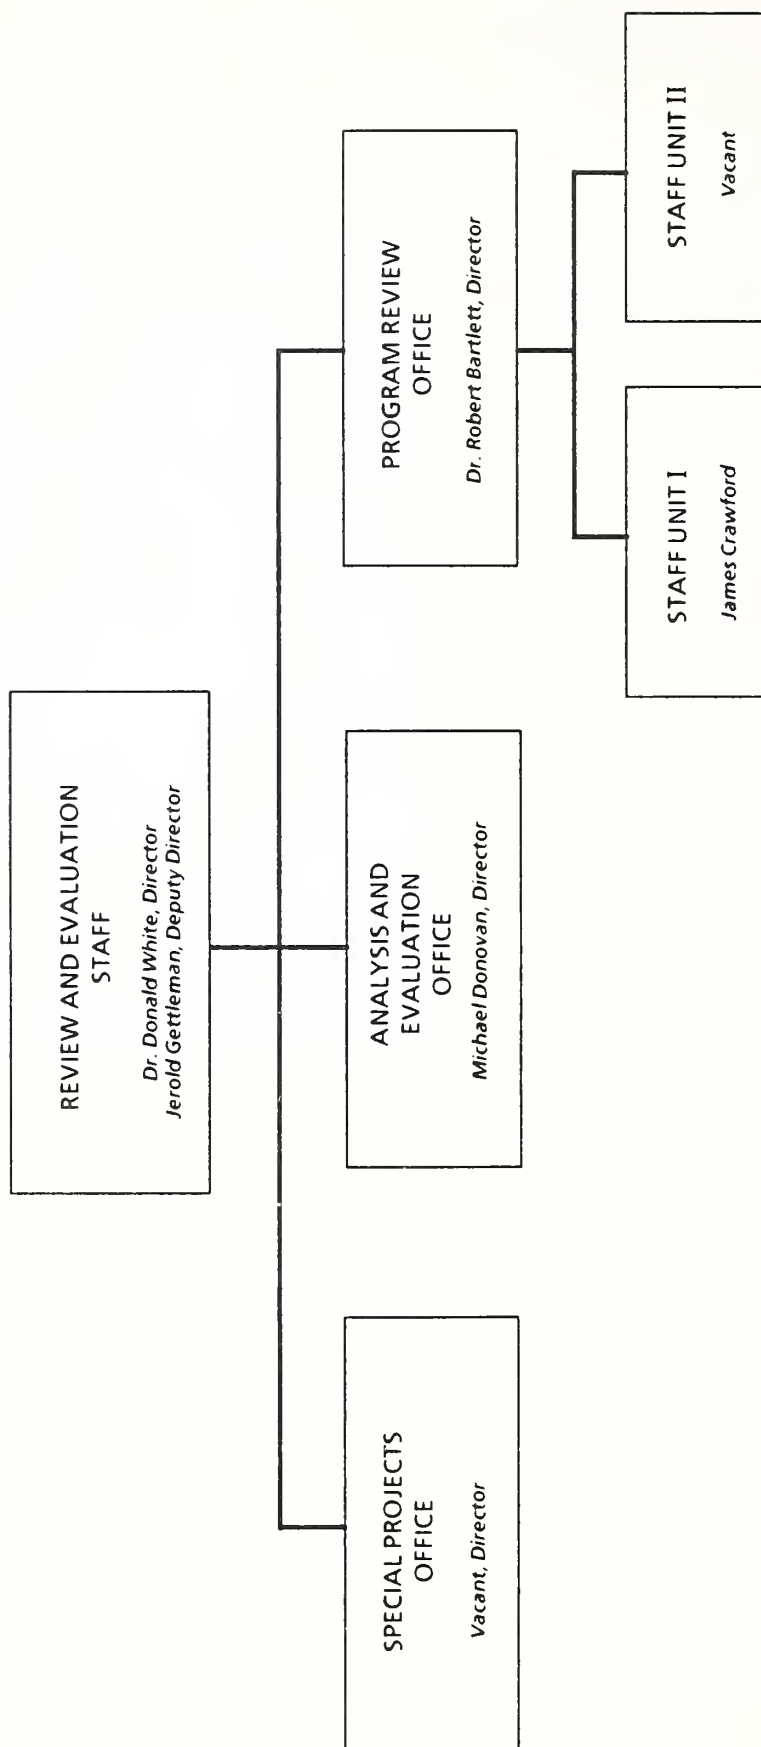 REVIEW AND EVALUATION
STAFF
Dr. Donald White, Director
Jerold Gettleman, Deputy Director
SPECIAL PROJECTS
OFFICE
Vacant, Director
ANALYSIS AND
EVALUATION
OFFICE
Michael Donovan, Director
PROGRAM REVIEW
OFFICE
Dr. Robert Bartlett, Director
STAFF UNIT I
James Crawford
STAFF UNIT II
Vacant